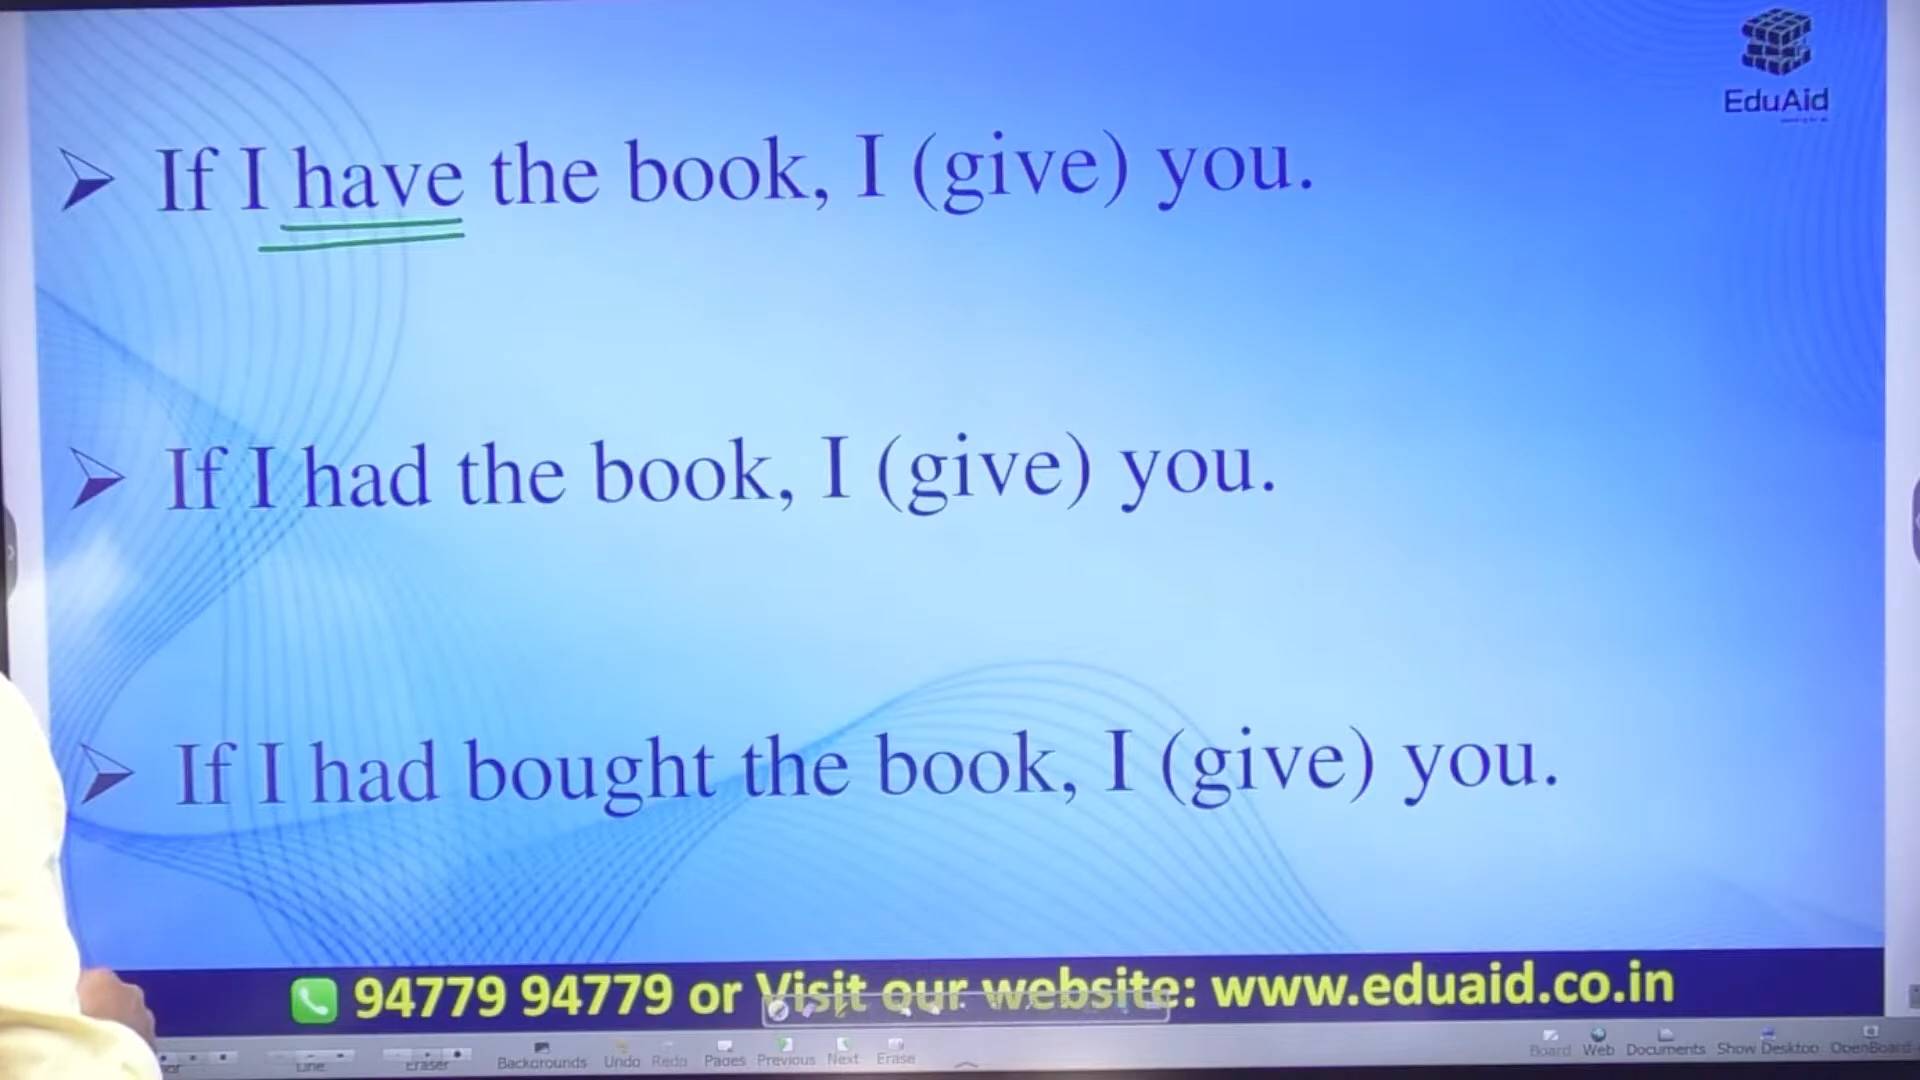 EduAid
If I have the book, I (give) you.
If I had the book, I (give) you.
If I had bought the book, I (give) you.
94779 94779 or Visit our website: www.eduaid.co.in
Line Eraser Backgrounds Undo Redo Pages Previous Next Erase Board Web Documents Show Desktop OpenBoard